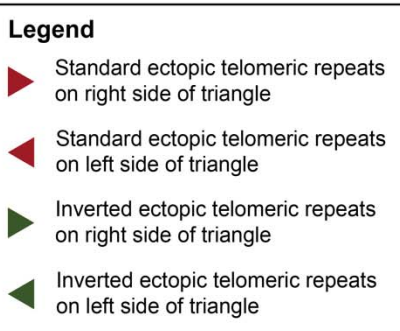 Legend
Standard ectopic telomeric repeats
on right side of triangle
Standard ectopic telomeric repeats
on left side of triangle
Inverted ectopic telomeric repeats
on right side of triangle
Inverted ectopic telomeric repeats
on left side of triangle